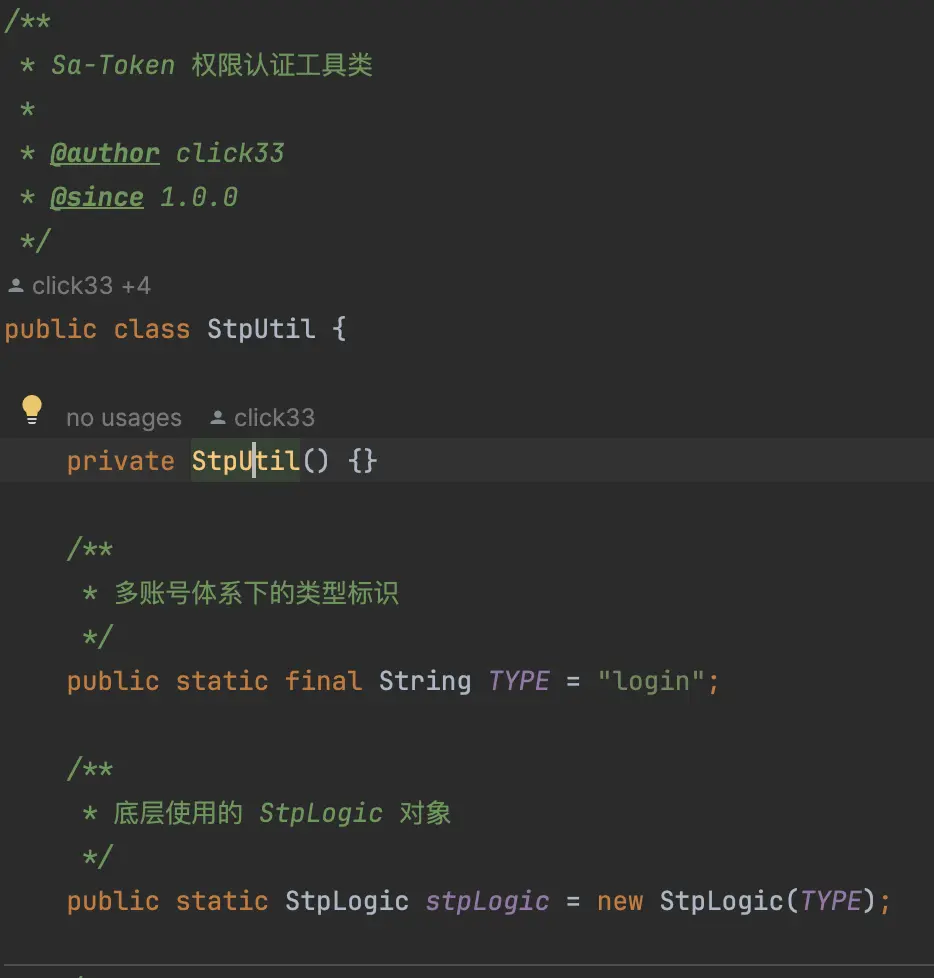 /**
* Sa-Token 权限认证工具类
*
* @author click33
* @since 1.0.0
*/
click33 +4
public class StpUtil {
no usages click33
private StpUtil() {}
/**
* 多账号体系下的类型标识
*/
public static final String TYPE = "login";
/**
* 底层使用的 StpLogic 对象
*/
public static StpLogic stpLogic = new StpLogic(TYPE);